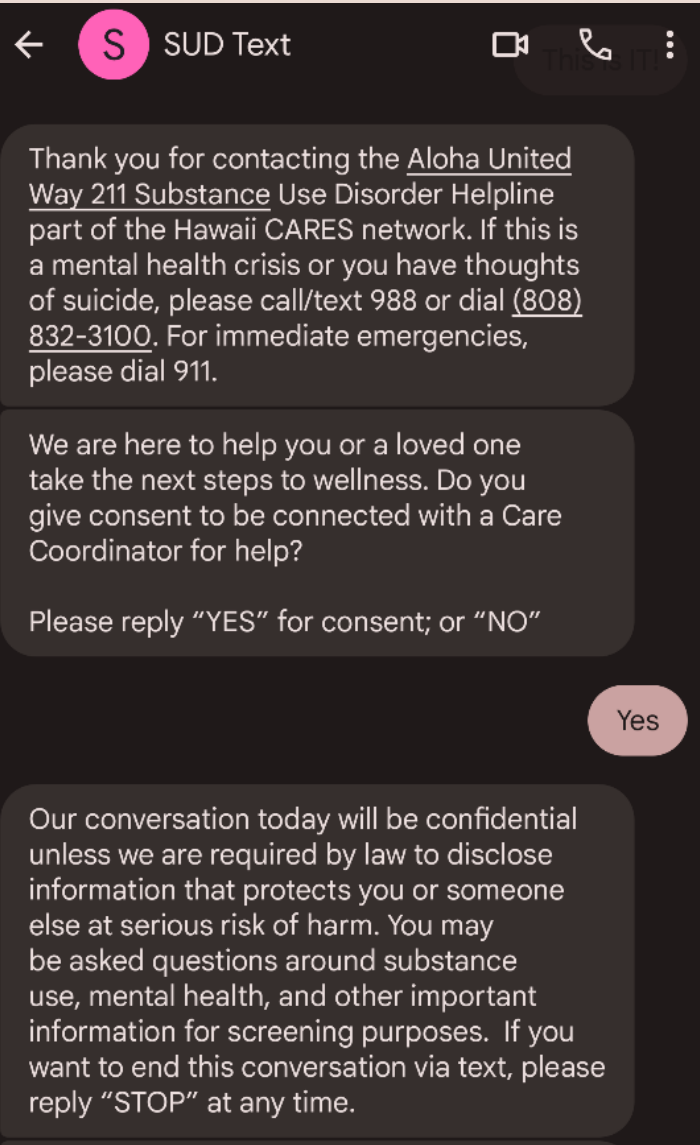 S SUD Text
This is IT!
Thank you for contacting the Aloha United
Way 211 Substance Use Disorder Helpline
part of the Hawaii CARES network. If this is
a mental health crisis or you have thoughts
of suicide, please call/text 988 or dial (808)
832-3100. For immediate emergencies,
please dial 911.
We are here to help you or a loved one
take the next steps to wellness. Do you
give consent to be connected with a Care
Coordinator for help?
Please reply “YES” for consent; or “NO”
Yes
Our conversation today will be confidential
unless we are required by law to disclose
information that protects you or someone
else at serious risk of harm. You may
be asked questions around substance
use, mental health, and other important
information for screening purposes.  If you
want to end this conversation via text, please
reply “STOP” at any time.